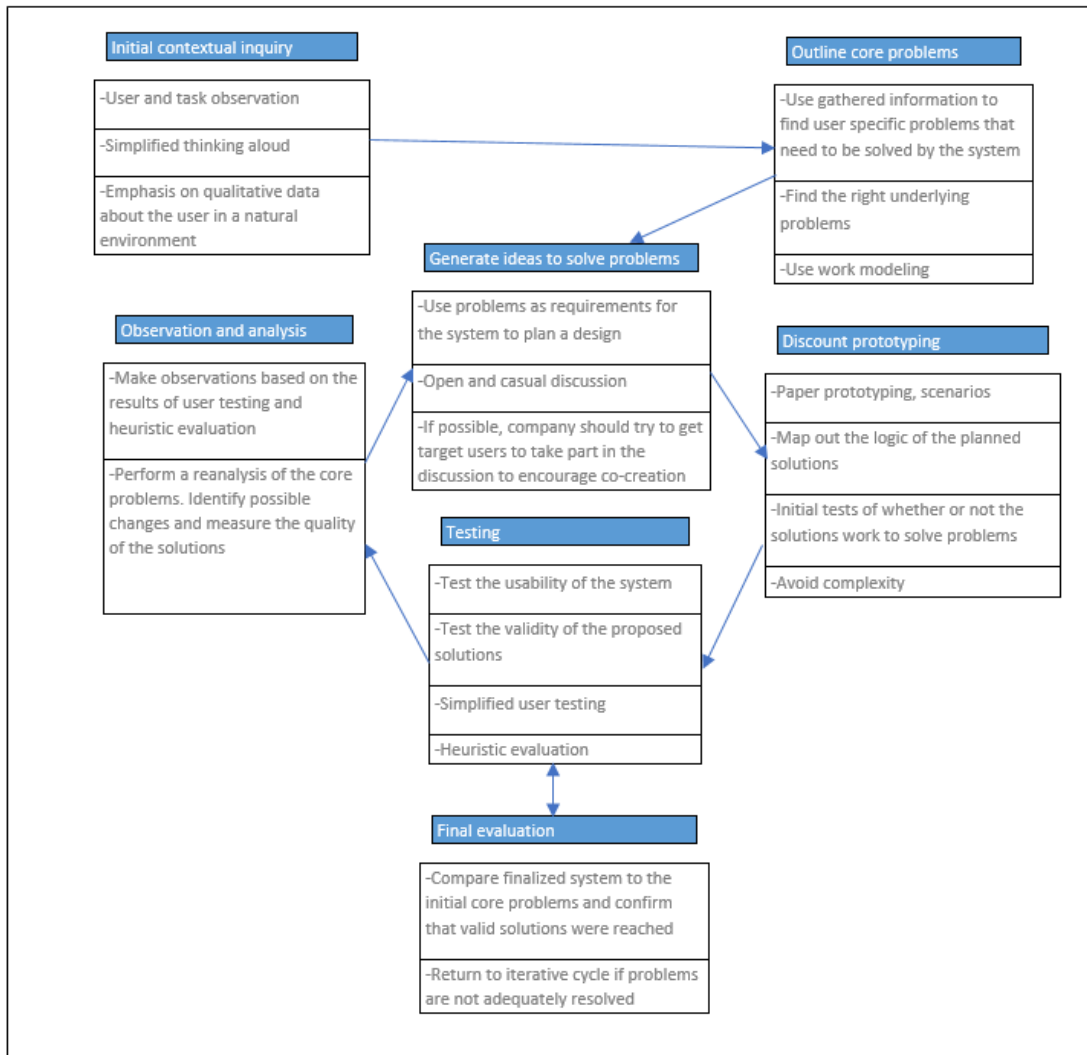 Initial contextual inquiry
-User and task observation
-Simplified thinking aloud
-Emphasis on qualitative data
about the user in a natural
environment
Outline core problems
-Use gathered information to
find user specific problems that
need to be solved by the system
-Find the right underlying
problems
-Use work modeling
Generate ideas to solve problems
-Use problems as requirements for
the system to plan a design
-Open and casual discussion
-If possible, company should try to get
target users to take part in the
discussion to encourage co-creation
Discount prototyping
-Paper prototyping, scenarios
-Map out the logic of the planned
solutions
-Initial tests of whether or not the
solutions work to solve problems
-Avoid complexity
Testing
-Test the usability of the system
-Test the validity of the proposed
solutions
-Simplified user testing
-Heuristic evaluation
Observation and analysis
-Make observations based on the
results of user testing and
heuristic evaluation
-Perform a reanalysis of the core
problems. Identify possible
changes and measure the quality
of the solutions
Final evaluation
-Compare finalized system to the
initial core problems and confirm
that valid solutions were reached
-Return to iterative cycle if problems
are not adequately resolved